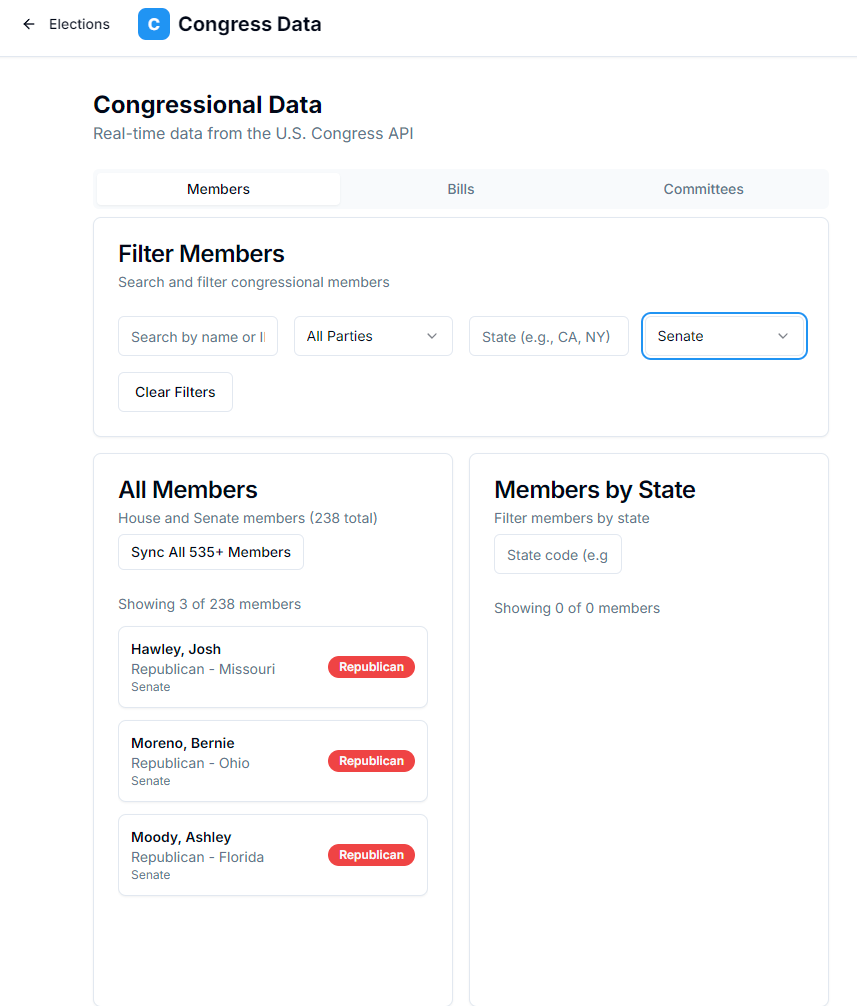 Elections
C Congress Data
Congressional Data
Real-time data from the U.S. Congress API
Members Bills Committees
Filter Members
Search and filter congressional members
Search by name or I All Parties State (e.g., CA, NY) Senate
Clear Filters
All Members
House and Senate members (238 total)
Sync All 535+ Members
Showing 3 of 238 members
Hawley, Josh
Republican - Missouri
Senate
Republican
Moreno, Bernie
Republican - Ohio
Senate
Republican
Moody, Ashley
Republican - Florida
Senate
Republican
Members by State
Filter members by state
State code (e.g
Showing 0 of 0 members